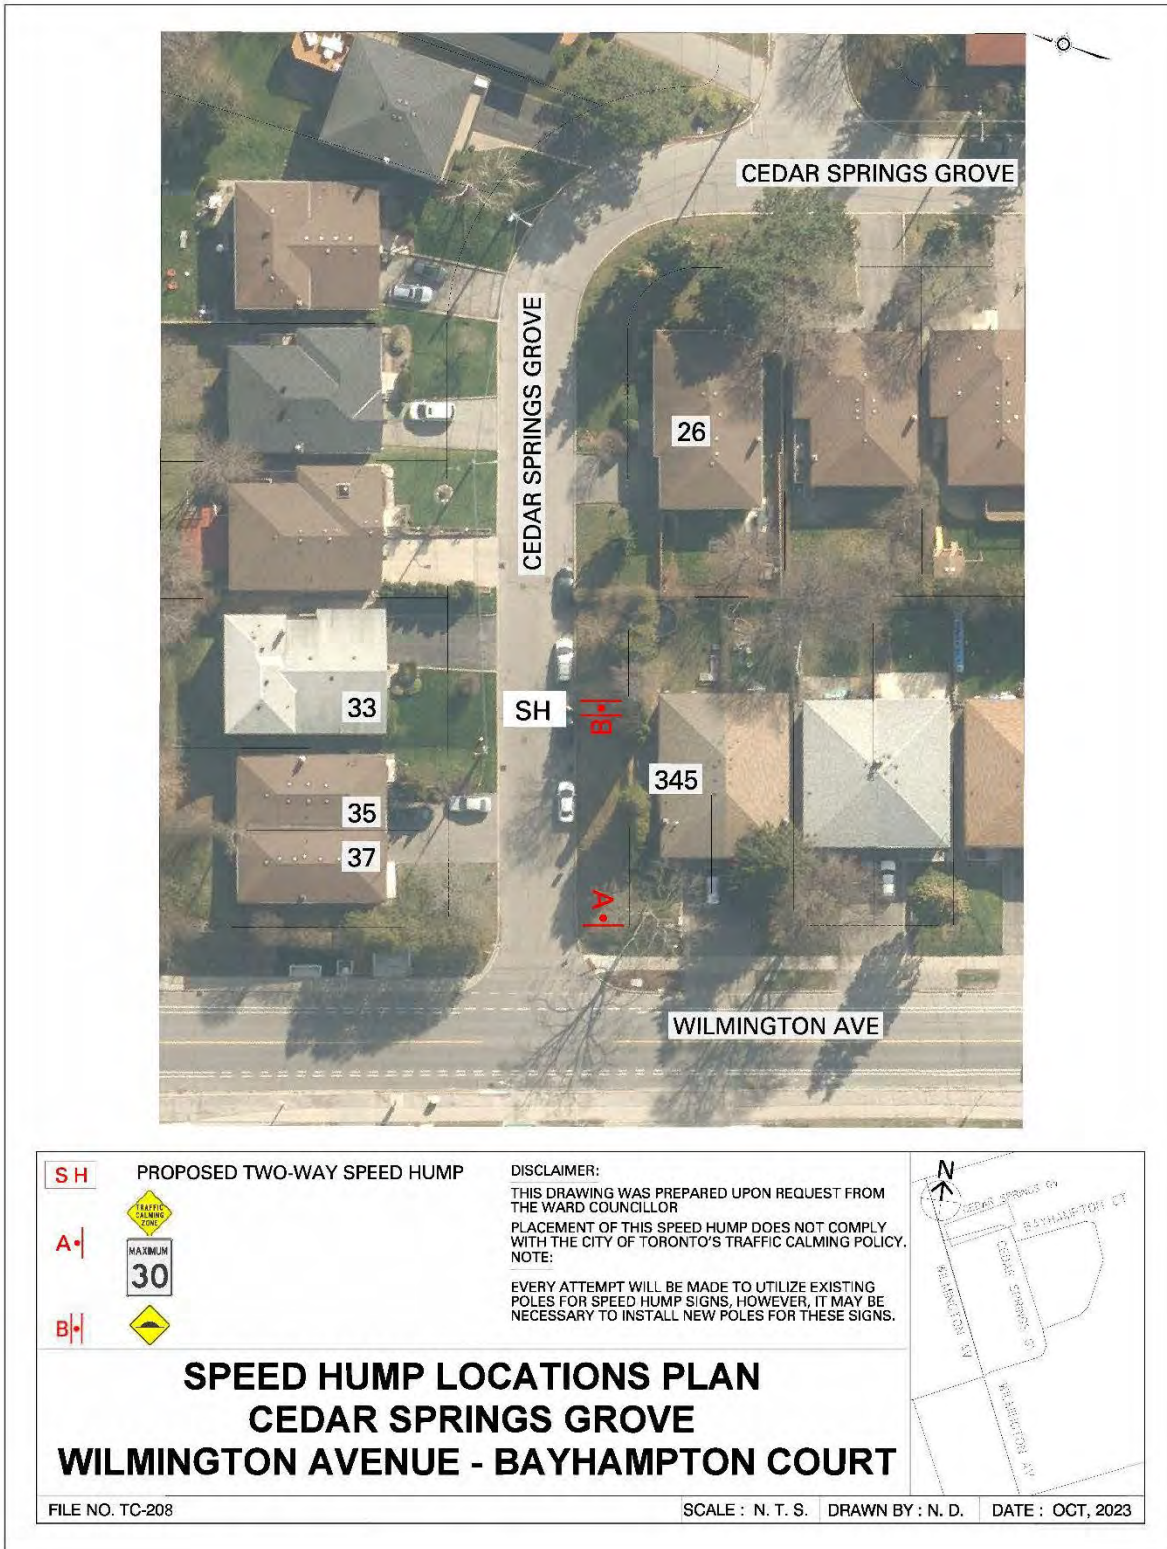 CEDAR SPRINGS GROVE
CEDAR SPRINGS GROVE
26
33
SH
B
345
35
37
A
WILMINGTON AVE
SH
PROPOSED TWO-WAY SPEED HUMP
TRAFFIC
CALMING
ZONE
A
MAXIMUM
30
B
DISCLAIMER:
THIS DRAWING WAS PREPARED UPON REQUEST FROM
THE WARD COUNCILLOR
PLACEMENT OF THIS SPEED HUMP DOES NOT COMPLY
WITH THE CITY OF TORONTO'S TRAFFIC CALMING POLICY.
NOTE:
EVERY ATTEMPT WILL BE MADE TO UTILIZE EXISTING
POLES FOR SPEED HUMP SIGNS, HOWEVER, IT MAY BE
NECESSARY TO INSTALL NEW POLES FOR THESE SIGNS.
N
CEDAR SPRINGS GV
BAYHAMPTON CT
CEDAR SPRINGS GV
WILMINGTON AV
WILMINGTON AV
SPEED HUMP LOCATIONS PLAN
CEDAR SPRINGS GROVE
WILMINGTON AVENUE - BAYHAMPTON COURT
FILE NO. TC-208
SCALE : N. T. S.
DRAWN BY : N. D.
DATE : OCT, 2023